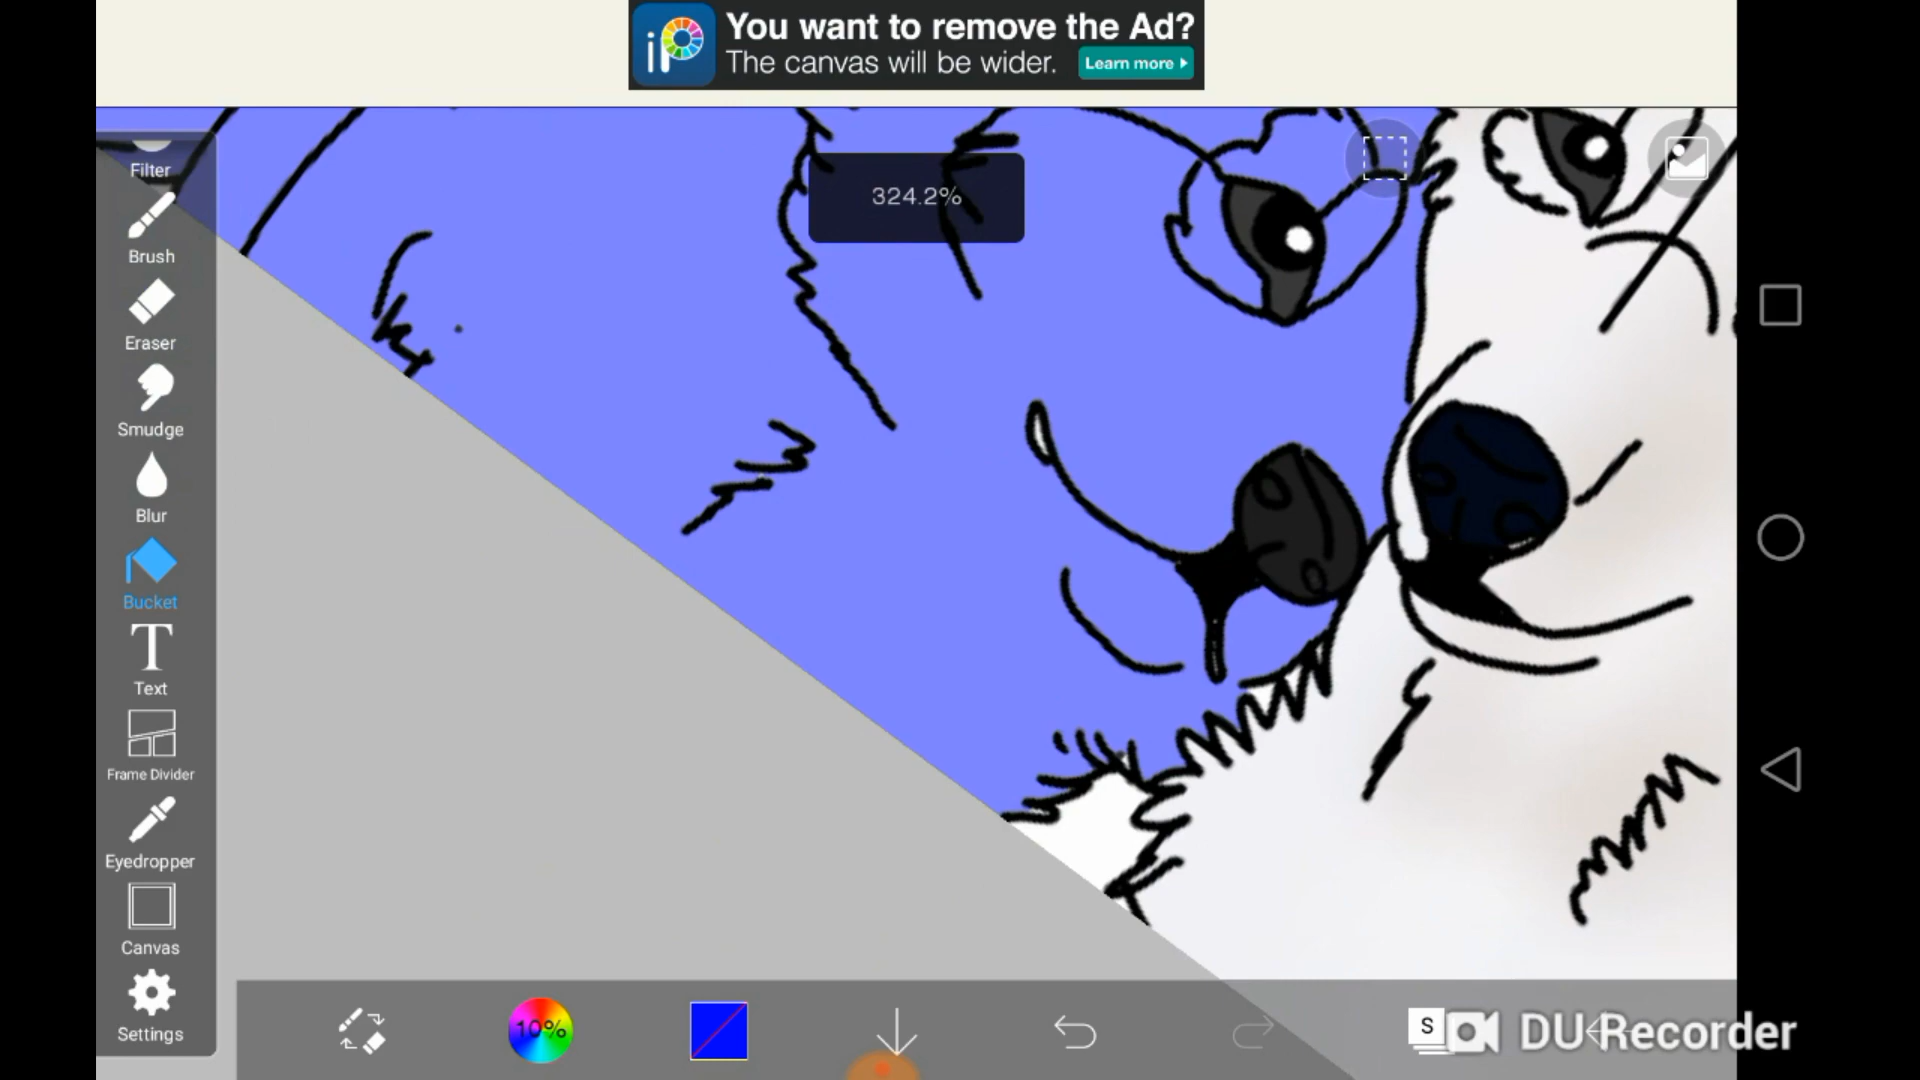 iP
You want to remove the Ad?
The canvas will be wider.
Learn more
324.2%
Filter
Brush
Eraser
Smudge
Blur
Bucket
T
Text
Frame Divider
Eyedropper
Canvas
Settings
10%
S
DU Recorder